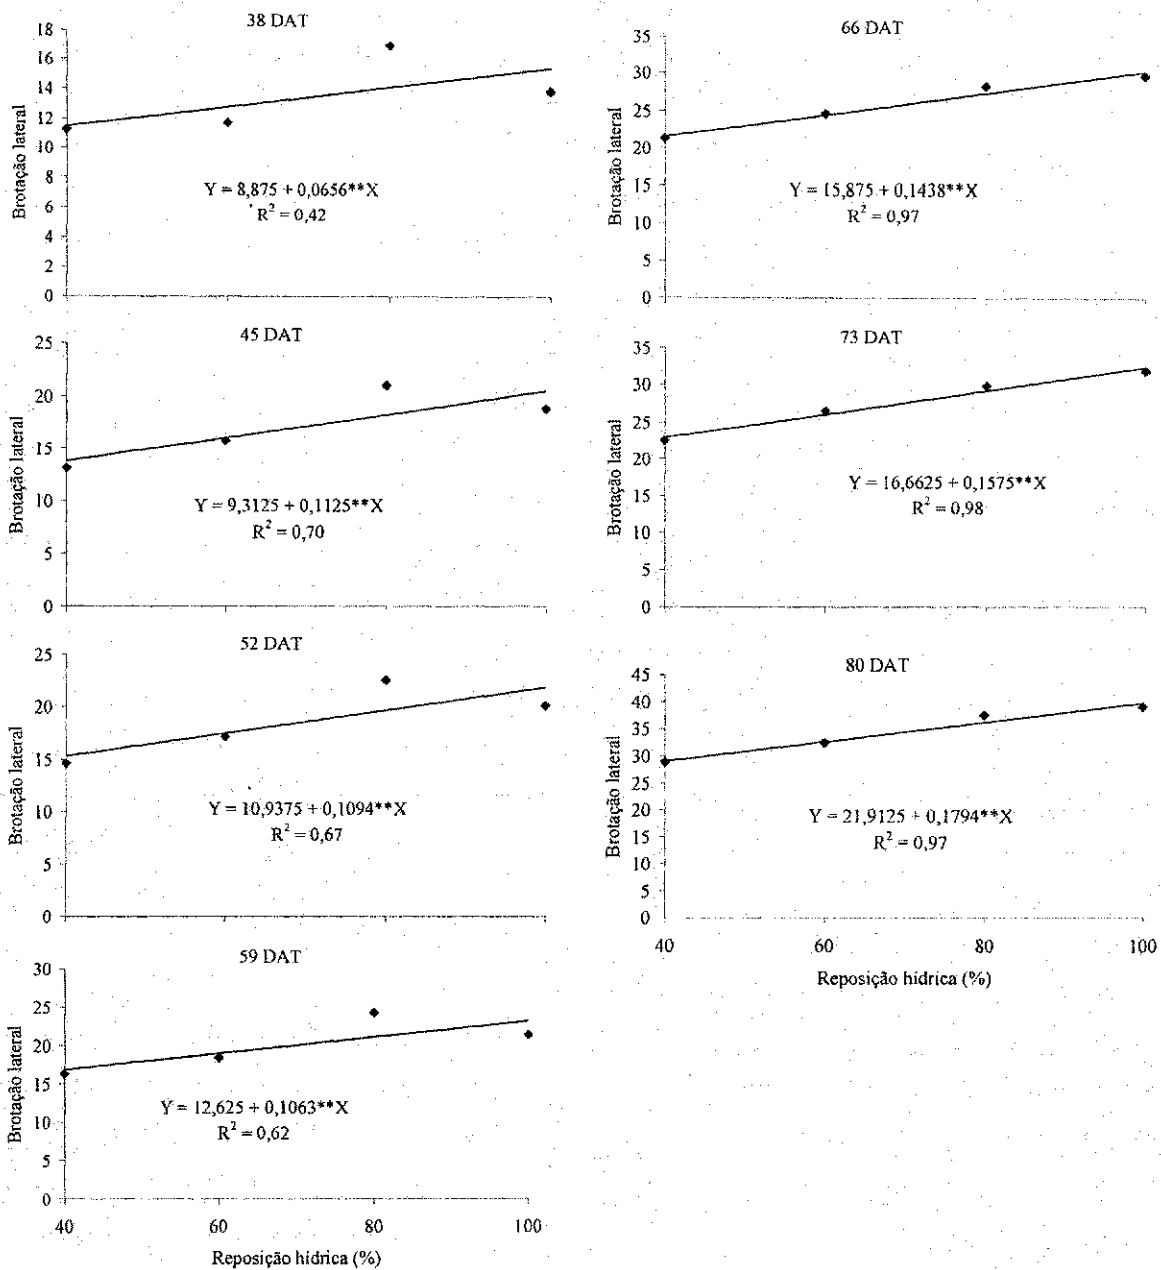 38 DAT
18
16
14
12
10
8
6
4
2
0
Brotação lateral
Y = 8,875 + 0,0656**X
R² = 0,42
45 DAT
25
20
15
10
5
0
Brotação lateral
Y = 9,3125 + 0,1125**X
R² = 0,70
52 DAT
25
20
15
10
5
0
Brotação lateral
Y = 10,9375 + 0,1094**X
R² = 0,67
59 DAT
30
25
20
15
10
5
0
Brotação lateral
Y = 12,625 + 0,1063**X
R² = 0,62
40 60 80 100
Reposição hídrica (%)
66 DAT
35
30
25
20
15
10
5
0
Brotação lateral
Y = 15,875 + 0,1438**X
R² = 0,97
73 DAT
35
30
25
20
15
10
5
0
Brotação lateral
Y = 16,6625 + 0,1575**X
R² = 0,98
80 DAT
45
40
35
30
25
20
15
10
5
0
Brotação lateral
Y = 21,9125 + 0,1794**X
R² = 0,97
40 60 80 100
Reposição hídrica (%)